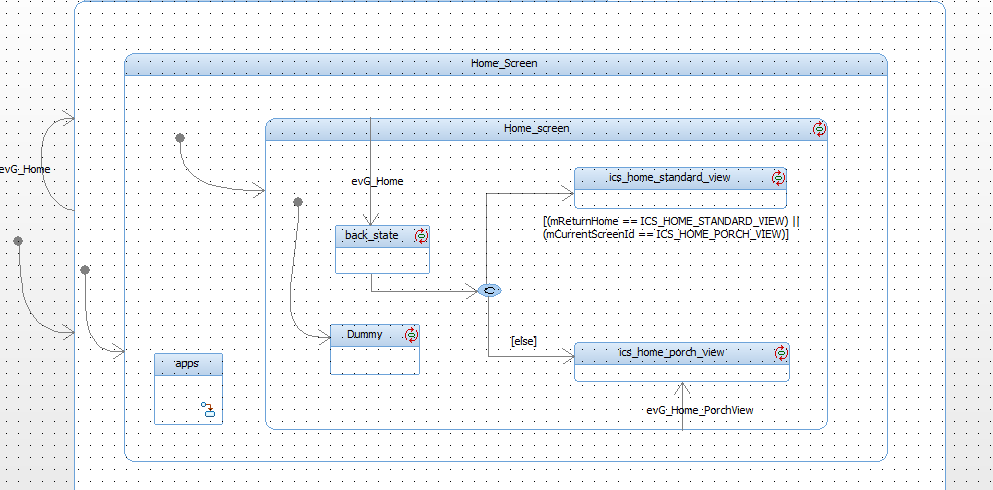 Home_Screen
Home_screen
evG_Home
evG_Home
ics_home_standard_view
[(mReturnHome == ICS_HOME_STANDARD_VIEW) ||
(mCurrentScreenId == ICS_HOME_PORCH_VIEW)]
back_state
Dummy
[else]
ics_home_porch_view
apps
evG_Home_PorchView